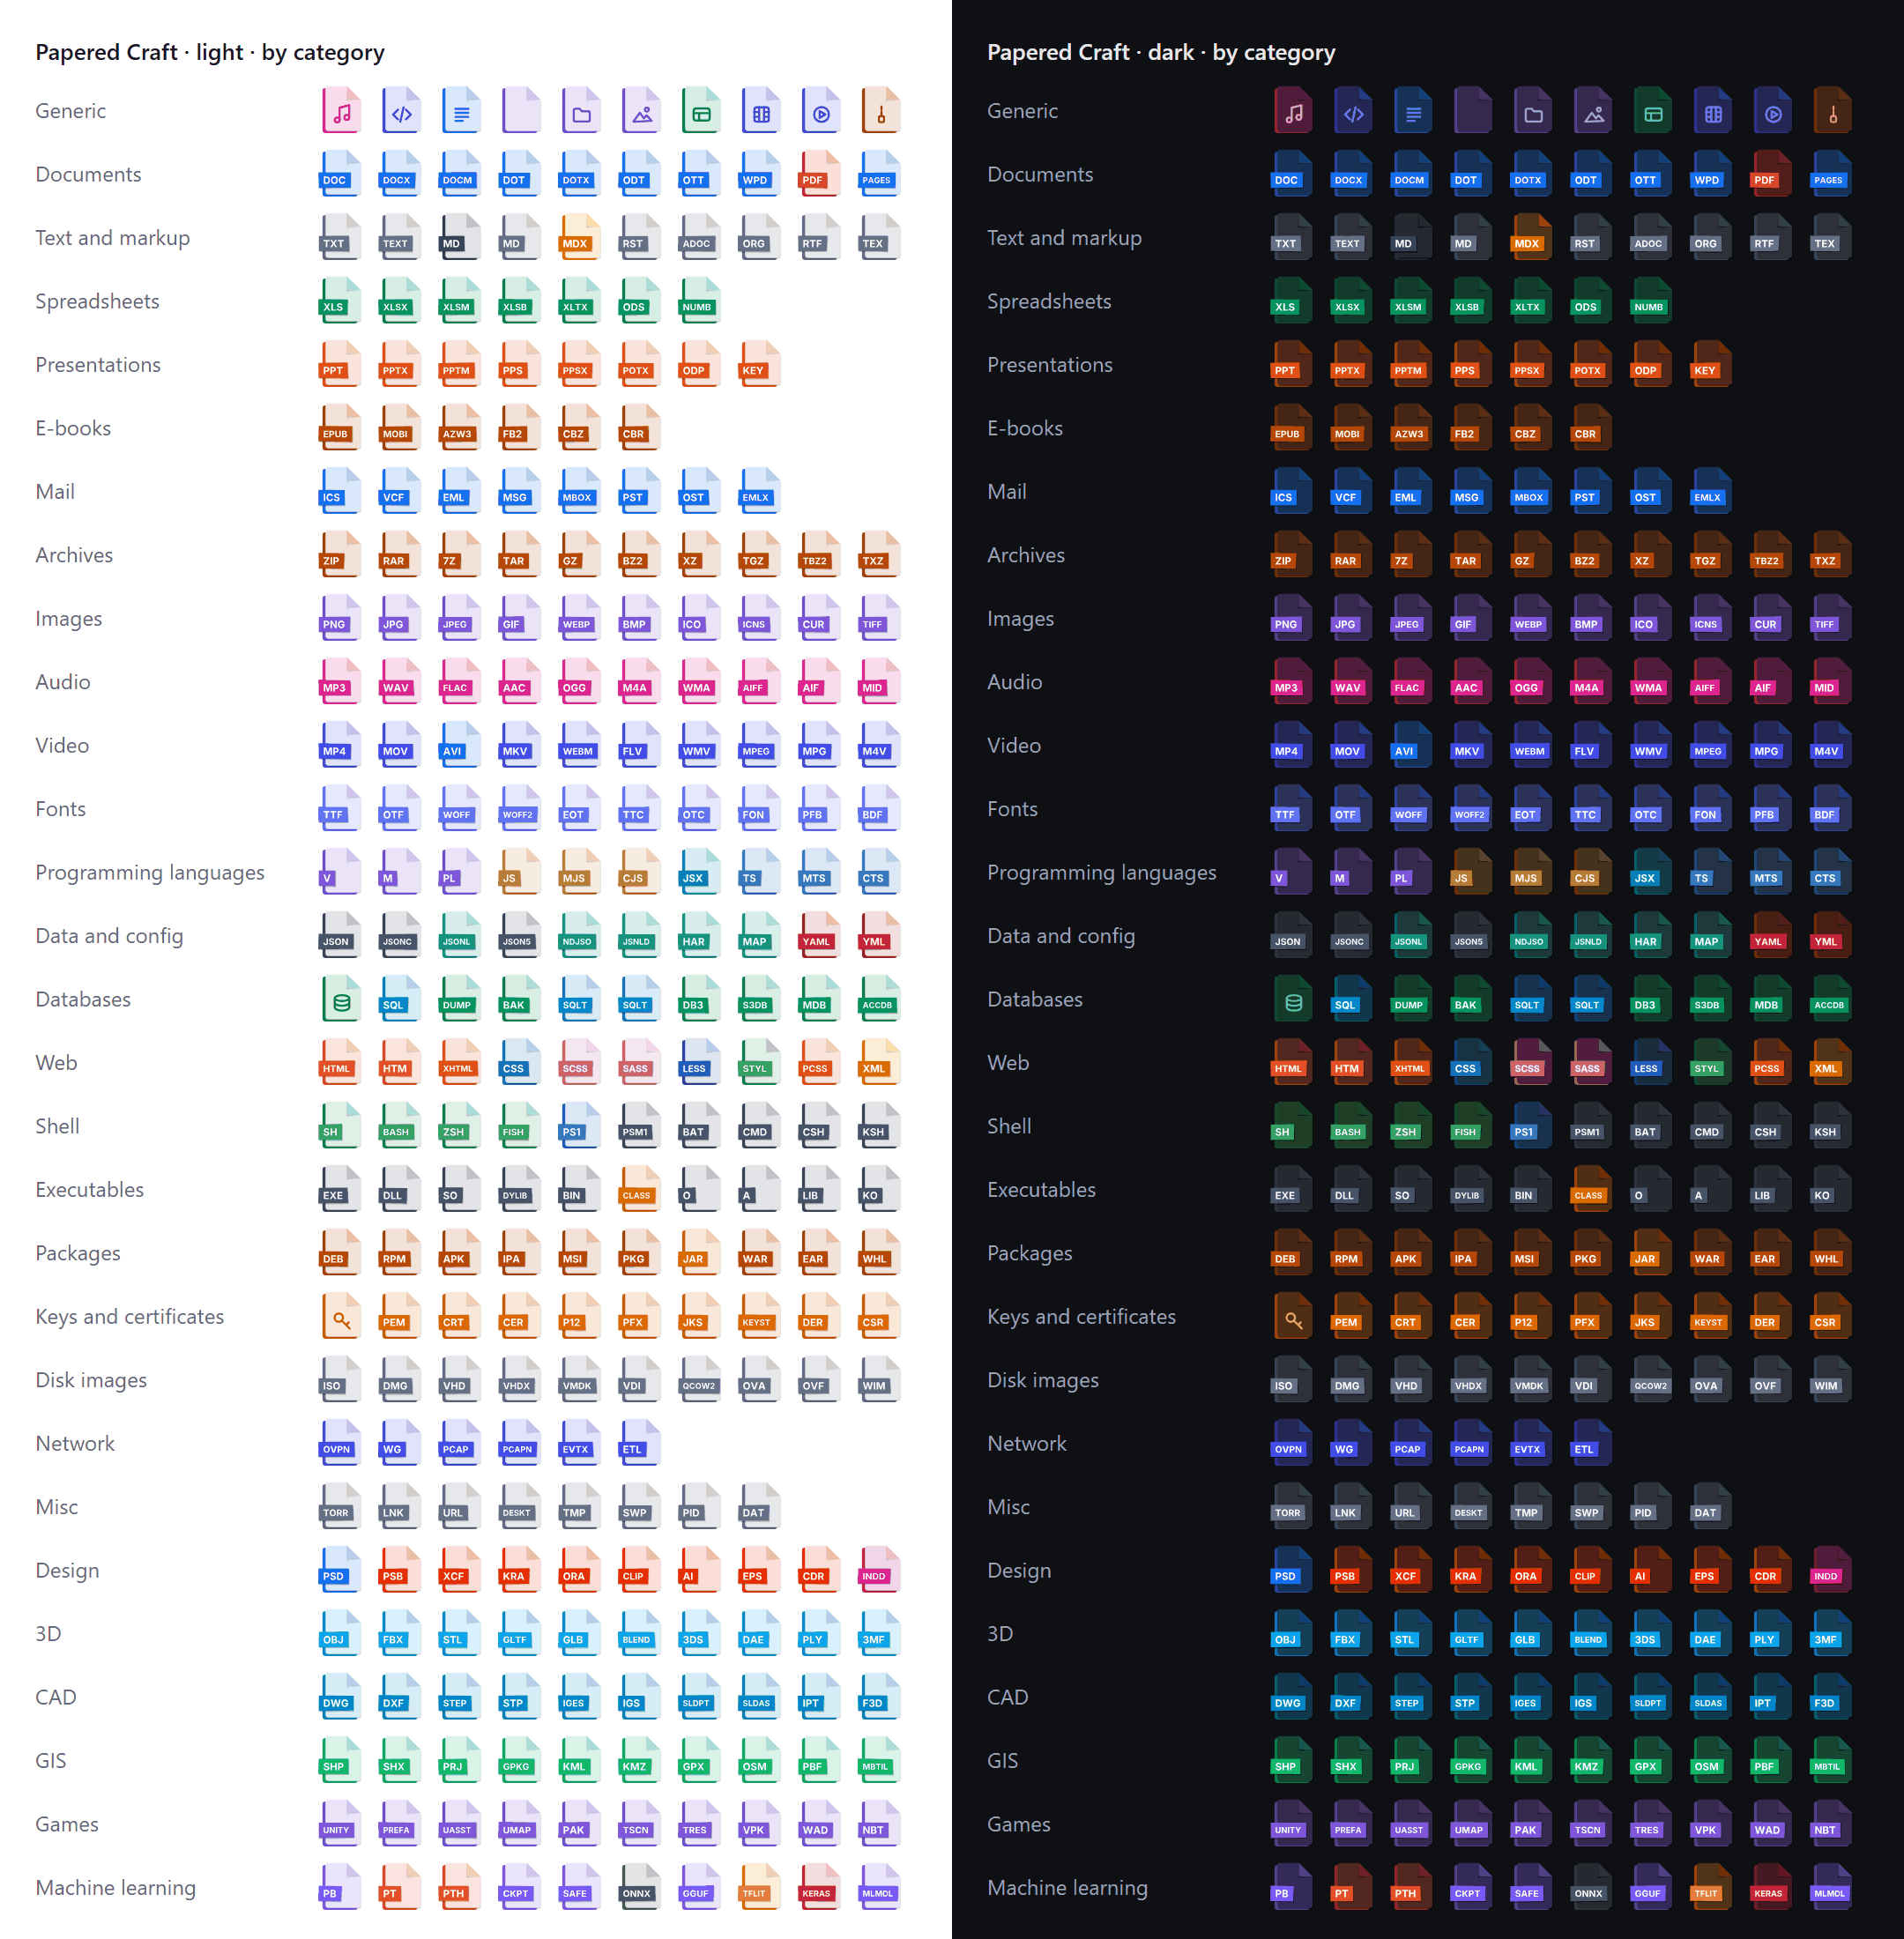 Papered Craft · light · by category
Generic
Documents DOC DOCX DOCM DOT DOTX ODT OTT WPD PDF PAGES
Text and markup TXT TEXT MD MD MDX RST ADOC ORG RTF TEX
Spreadsheets XLS XLSX XLSM XLSB XLTX ODS NUMB
Presentations PPT PPTX PPTM PPS PPSX POTX ODP KEY
E-books EPUB MOBI AZW3 FB2 CBZ CBR
Mail ICS VCF EML MSG MBOX PST OST EMLX
Archives ZIP RAR 7Z TAR GZ BZ2 XZ TGZ TBZ2 TXZ
Images PNG JPG JPEG GIF WEBP BMP ICO ICNS CUR TIFF
Audio MP3 WAV FLAC AAC OGG M4A WMA AIFF AIF MID
Video MP4 MOV AVI MKV WEBM FLV WMV MPEG MPG M4V
Fonts TTF OTF WOFF WOFF2 EOT TTC OTC FON PFB BDF
Programming languages V M PL JS MJS CJS JSX TS MTS CTS
Data and config JSON JSONC JSONL JSON5 NDJSO JSNLD HAR MAP YAML YML
Databases SQL DUMP BAK SQLT SQLT DB3 S3DB MDB ACCDB
Web HTML HTM XHTML CSS SCSS SASS LESS STYL PCSS XML
Shell SH BASH ZSH FISH PS1 PSM1 BAT CMD CSH KSH
Executables EXE DLL SO DYLIB BIN CLASS O A LIB KO
Packages DEB RPM APK IPA MSI PKG JAR WAR EAR WHL
Keys and certificates PEM CRT CER P12 PFX JKS KEYST DER CSR
Disk images ISO DMG VHD VHDX VMDK VDI QCOW2 OVA OVF WIM
Network OVPN WG PCAP PCAPN EVTX ETL
Misc TORR LNK URL DESKT TMP SWP PID DAT
Design PSD PSB XCF KRA ORA CLIP AI EPS CDR INDD
3D OBJ FBX STL GLTF GLB BLEND 3DS DAE PLY 3MF
CAD DWG DXF STEP STP IGES IGS SLDPT SLDAS IPT F3D
GIS SHP SHX PRJ GPKG KML KMZ GPX OSM PBF MBTIL
Games UNITY PREFA UASST UMAP PAK TSCN TRES VPK WAD NBT
Machine learning PB PT PTH CKPT SAFE ONNX GGUF TFLIT KERAS MLMDL
Papered Craft · dark · by category
Generic
Documents DOC DOCX DOCM DOT DOTX ODT OTT WPD PDF PAGES
Text and markup TXT TEXT MD MD MDX RST ADOC ORG RTF TEX
Spreadsheets XLS XLSX XLSM XLSB XLTX ODS NUMB
Presentations PPT PPTX PPTM PPS PPSX POTX ODP KEY
E-books EPUB MOBI AZW3 FB2 CBZ CBR
Mail ICS VCF EML MSG MBOX PST OST EMLX
Archives ZIP RAR 7Z TAR GZ BZ2 XZ TGZ TBZ2 TXZ
Images PNG JPG JPEG GIF WEBP BMP ICO ICNS CUR TIFF
Audio MP3 WAV FLAC AAC OGG M4A WMA AIFF AIF MID
Video MP4 MOV AVI MKV WEBM FLV WMV MPEG MPG M4V
Fonts TTF OTF WOFF WOFF2 EOT TTC OTC FON PFB BDF
Programming languages V M PL JS MJS CJS JSX TS MTS CTS
Data and config JSON JSONC JSONL JSON5 NDJSO JSNLD HAR MAP YAML YML
Databases SQL DUMP BAK SQLT SQLT DB3 S3DB MDB ACCDB
Web HTML HTM XHTML CSS SCSS SASS LESS STYL PCSS XML
Shell SH BASH ZSH FISH PS1 PSM1 BAT CMD CSH KSH
Executables EXE DLL SO DYLIB BIN CLASS O A LIB KO
Packages DEB RPM APK IPA MSI PKG JAR WAR EAR WHL
Keys and certificates PEM CRT CER P12 PFX JKS KEYST DER CSR
Disk images ISO DMG VHD VHDX VMDK VDI QCOW2 OVA OVF WIM
Network OVPN WG PCAP PCAPN EVTX ETL
Misc TORR LNK URL DESKT TMP SWP PID DAT
Design PSD PSB XCF KRA ORA CLIP AI EPS CDR INDD
3D OBJ FBX STL GLTF GLB BLEND 3DS DAE PLY 3MF
CAD DWG DXF STEP STP IGES IGS SLDPT SLDAS IPT F3D
GIS SHP SHX PRJ GPKG KML KMZ GPX OSM PBF MBTIL
Games UNITY PREFA UASST UMAP PAK TSCN TRES VPK WAD NBT
Machine learning PB PT PTH CKPT SAFE ONNX GGUF TFLIT KERAS MLMDL